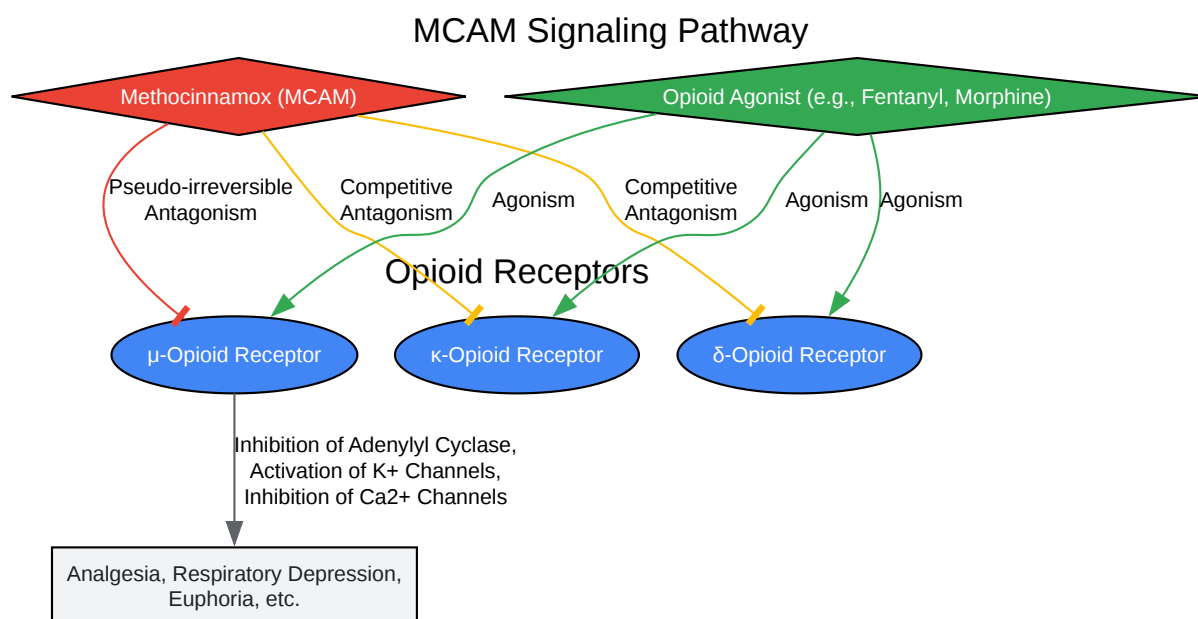 MCAM Signaling Pathway
Methocinnamox (MCAM)
Opioid Agonist (e.g., Fentanyl, Morphine)
Pseudo-irreversible
Antagonism
Competitive
Antagonism
Agonism
Competitive
Antagonism
Agonism
Agonism
Opioid Receptors
μ-Opioid Receptor
κ-Opioid Receptor
δ-Opioid Receptor
Inhibition of Adenylyl Cyclase,
Activation of K+ Channels,
Inhibition of Ca2+ Channels
Analgesia, Respiratory Depression,
Euphoria, etc.